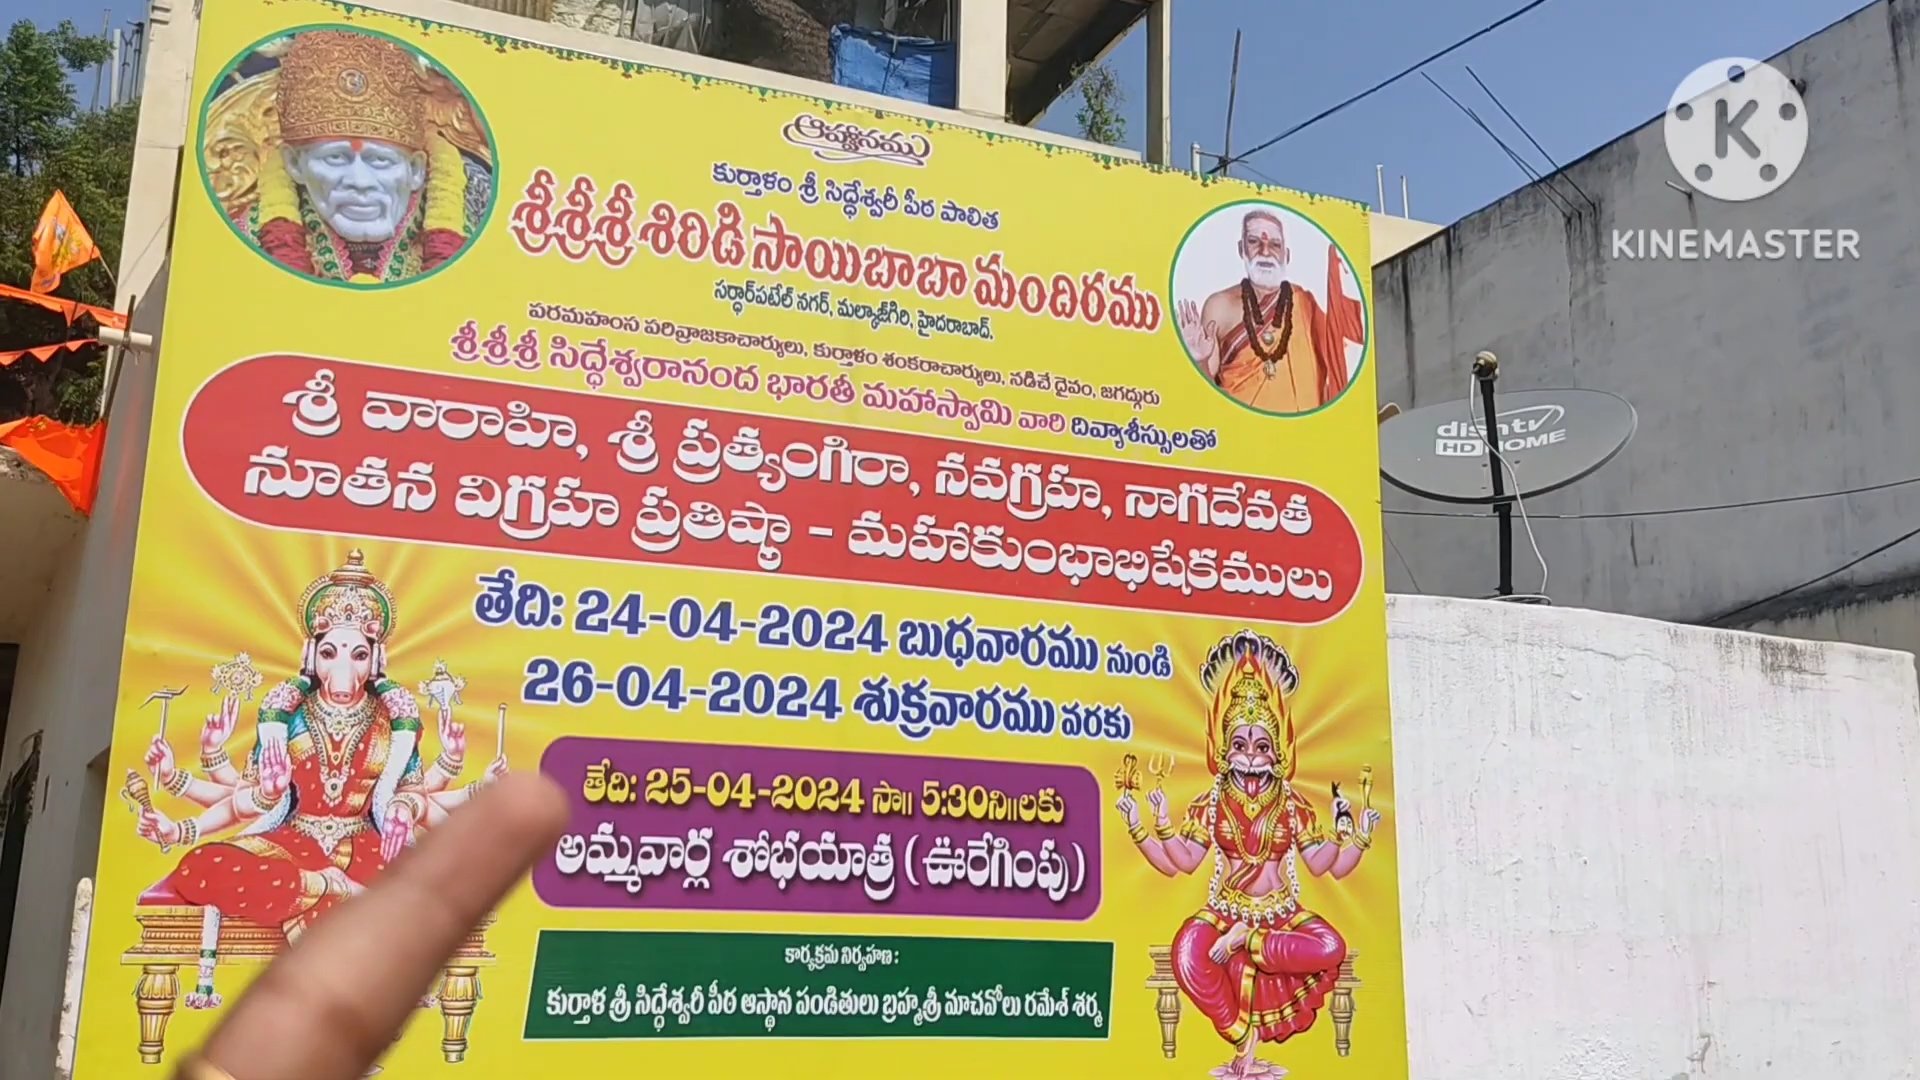 ఆహ్వానము
కుర్తాళం శ్రీ సిద్ధేశ్వరీ పీఠ పాలిత
శ్రీశ్రీశ్రీ శిరిడి సాయిబాబా మందిరము
సర్ధార్‌పటేల్ నగర్, మల్కాజ్‌గిరి, హైదరాబాద్.
పరమహంస పరివ్రాజకాచార్యులు, కుర్తాళం శంకరాచార్యులు, నడిచే దైవం, జగద్గురు
శ్రీశ్రీశ్రీ సిద్ధేశ్వరానంద భారతీ మహాస్వామి వారి దివ్యాశీస్సులతో
శ్రీ వారాహి, శ్రీ ప్రత్యంగిరా, నవగ్రహ, నాగదేవత
నూతన విగ్రహ ప్రతిష్ఠా - మహాకుంభాభిషేకములు
తేది: 24-04-2024 బుధవారము నుండి
26-04-2024 శుక్రవారము వరకు
తేది: 25-04-2024 సా॥ 5:30ని॥లకు
అమ్మవార్ల శోభయాత్ర (ఊరేగింపు)
కార్యక్రమ నిర్వహణ :
కుర్తాళ శ్రీ సిద్ధేశ్వరీ పీఠ ఆస్థాన పండితులు బ్రహ్మశ్రీ మాచవోలు రమేశ్ శర్మ
dishtv
HD HOME
K
KINEMASTER